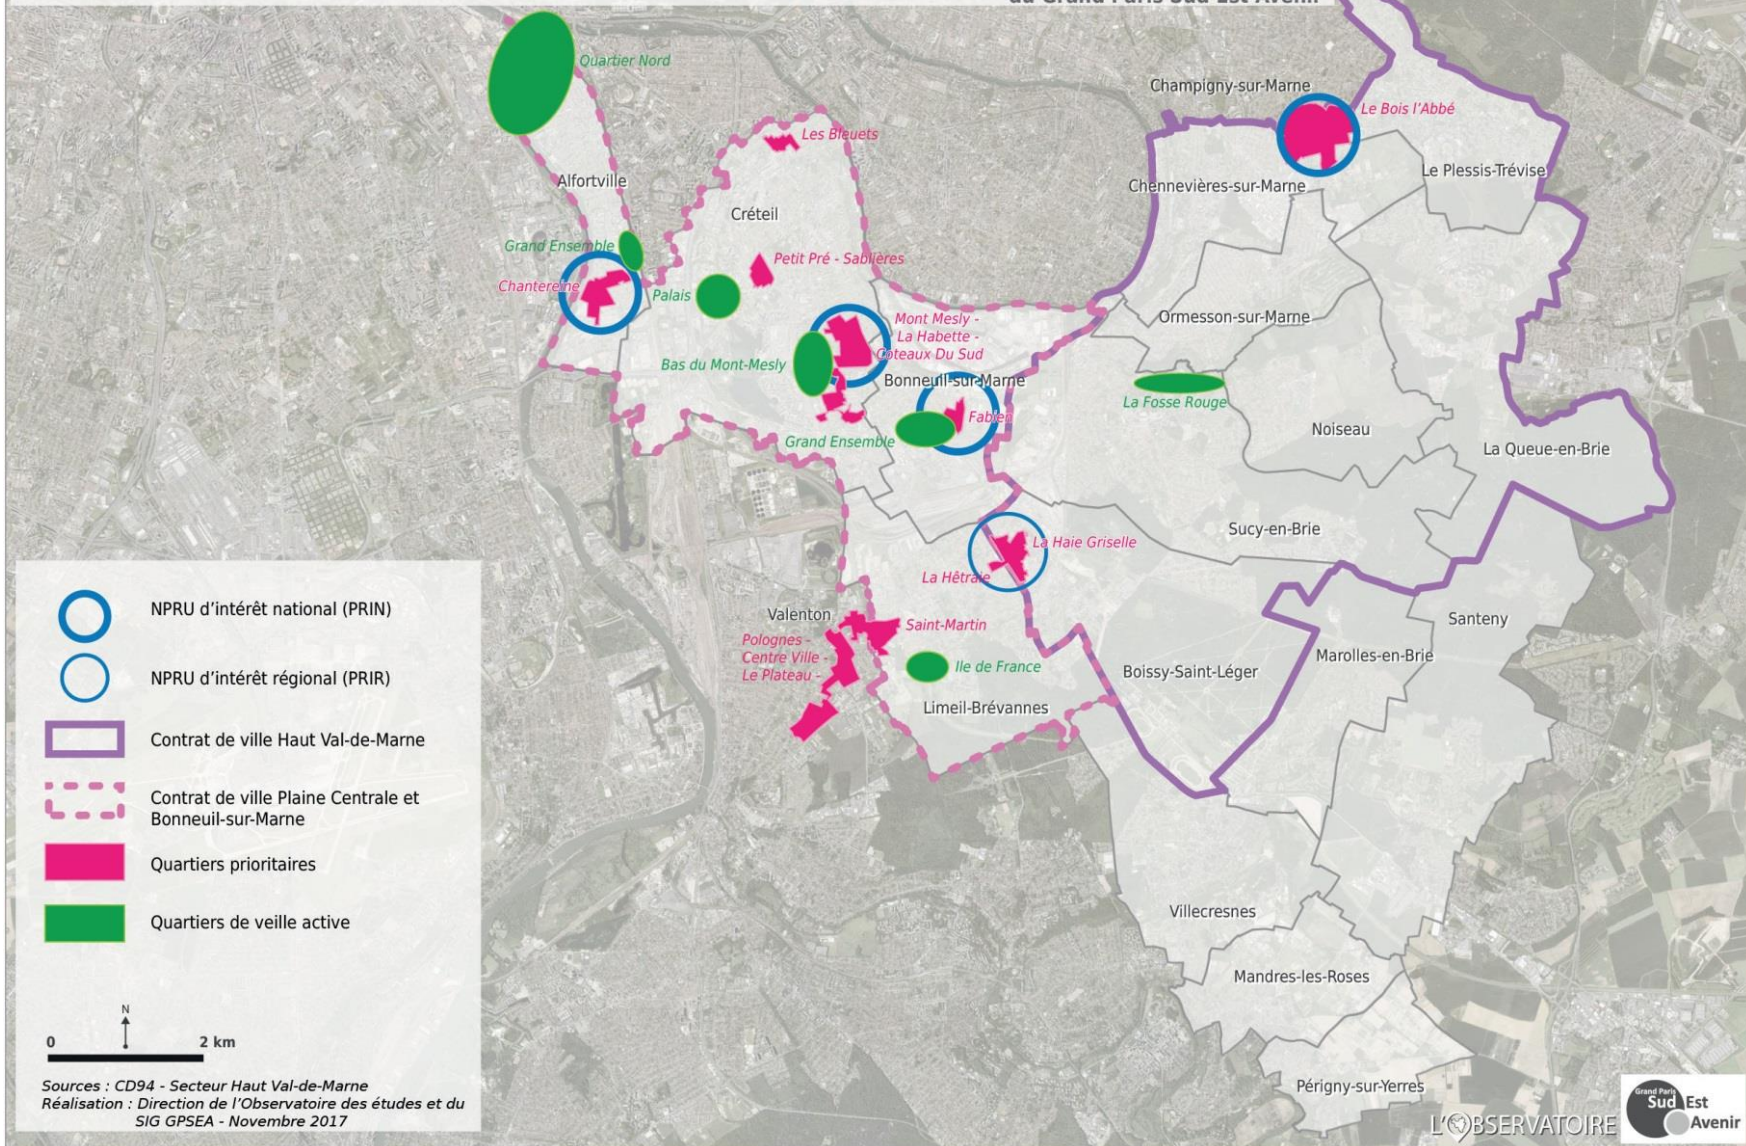 du Grand Paris Sud Est Avenir
Quartier Nord
Champigny-sur-Marne
Le Bois l'Abbé
Les Bleuets
Le Plessis-Trévise
Alfortville
Chennevières-sur-Marne
Créteil
Grand Ensemble
Petit Pré - Sablières
Chantereine
Palais
Mont Mesly -
La Habette -
Coteaux Du Sud
Ormesson-sur-Marne
Bas du Mont-Mesly
Bonneuil-sur-Marne
La Fosse Rouge
Fabien
Noiseau
Grand Ensemble
La Queue-en-Brie
Sucy-en-Brie
La Haie Griselle
La Hêtraie
Valenton
Saint-Martin
Santeny
Polognes -
Centre Ville -
Le Plateau -
Marolles-en-Brie
Ile de France
Boissy-Saint-Léger
Limeil-Brévannes
Villecresnes
Mandres-les-Roses
Périgny-sur-Yerres
NPRU d'intérêt national (PRIN)
NPRU d'intérêt régional (PRIR)
Contrat de ville Haut Val-de-Marne
Contrat de ville Plaine Centrale et
Bonneuil-sur-Marne
Quartiers prioritaires
Quartiers de veille active
N
0 2 km
Sources : CD94 - Secteur Haut Val-de-Marne
Réalisation : Direction de l'Observatoire des études et du
SIG GPSEA - Novembre 2017
L'OBSERVATOIRE
Grand Paris
Sud Est
Avenir